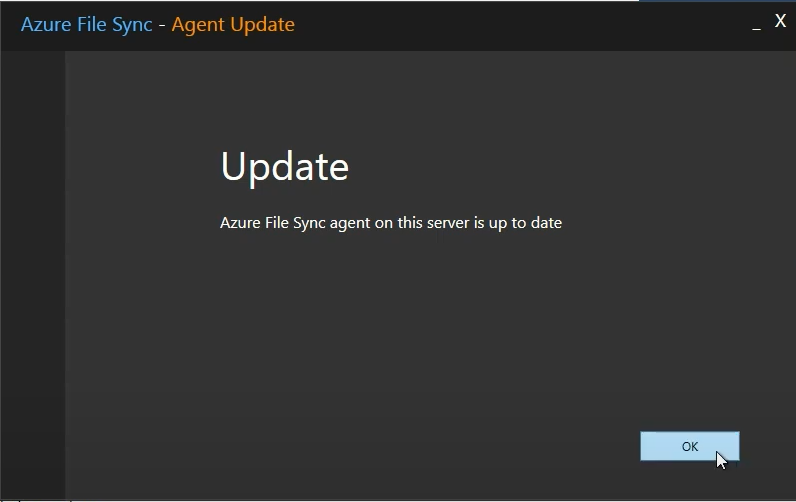 Azure File Sync - Agent Update
_ X
Update
Azure File Sync agent on this server is up to date
OK